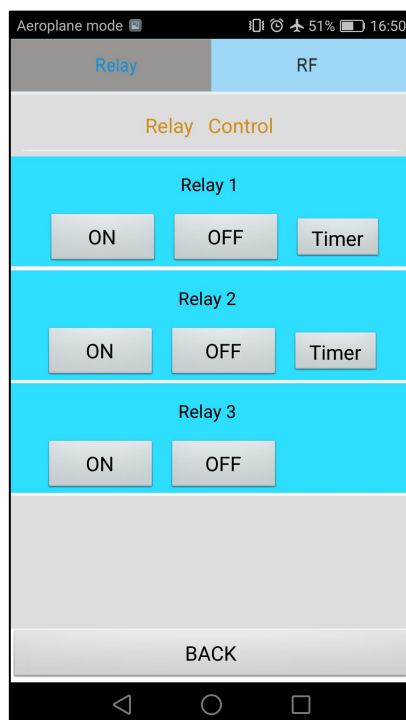 Aeroplane mode 51% 16:50
Relay RF
Relay Control
Relay 1
ON OFF Timer
Relay 2
ON OFF Timer
Relay 3
ON OFF
BACK